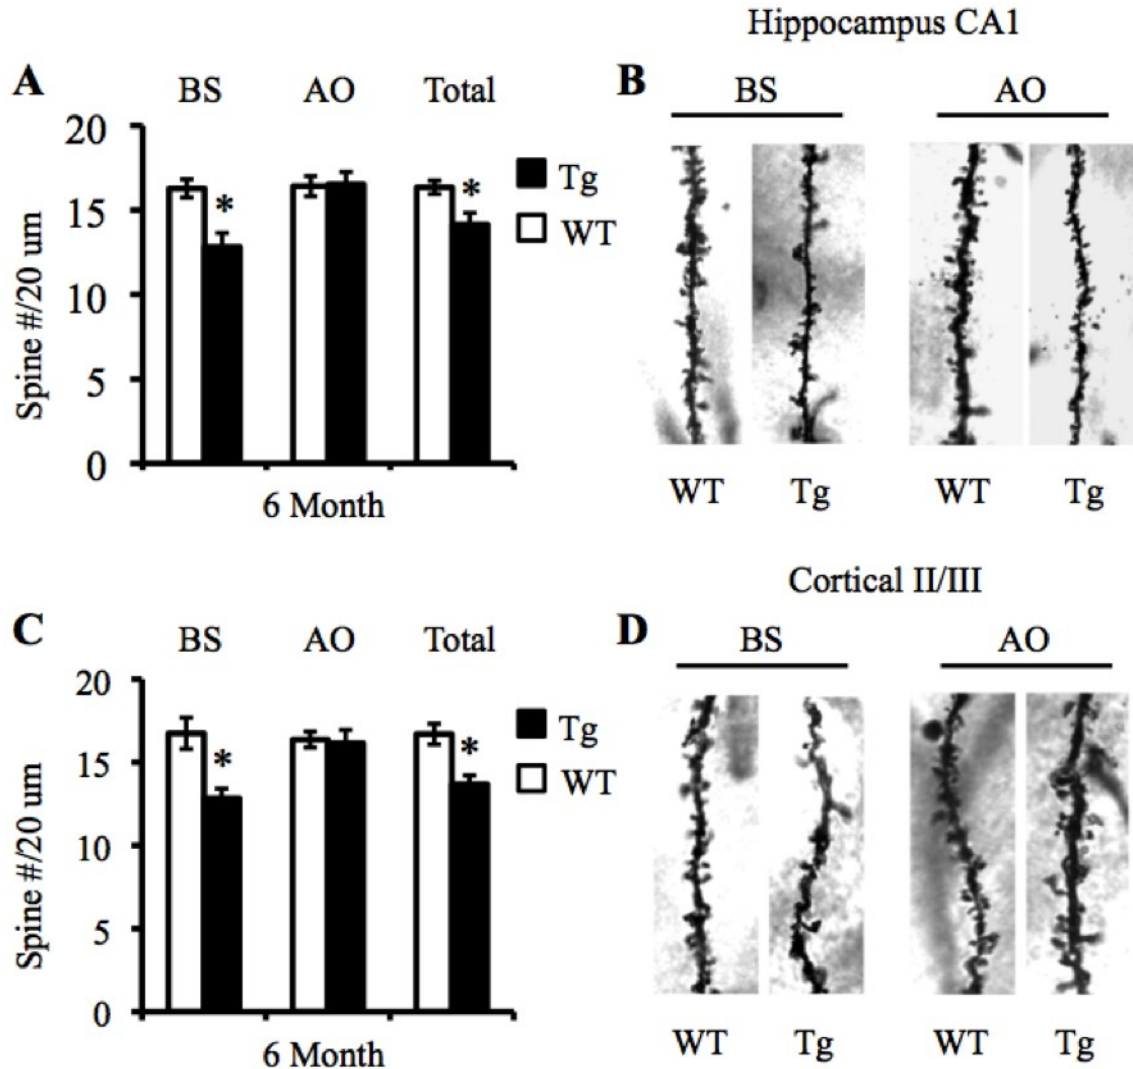 Hippocampus CA1
A
BS AO Total
20
15
10
5
0
Spine #/20 um
* *
Tg
WT
6 Month
B
BS AO
WT Tg WT Tg
Cortical II/III
C
BS AO Total
20
15
10
5
0
Spine #/20 um
* *
Tg
WT
6 Month
D
BS AO
WT Tg WT Tg